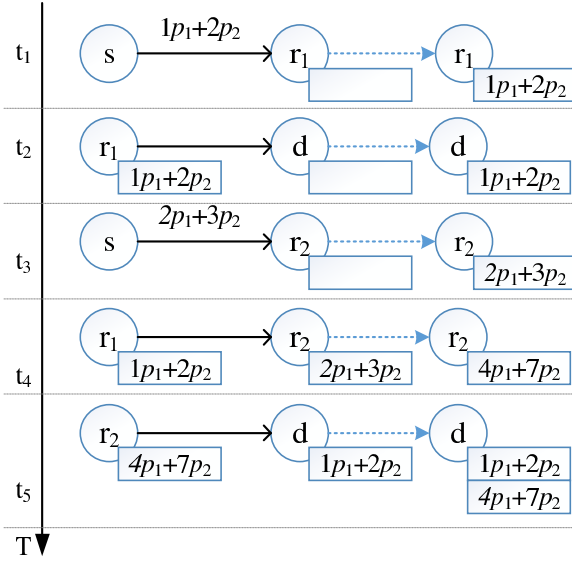 1p₁+2p₂
t₁ s r₁ r₁
1p₁+2p₂
t₂ r₁ d d
1p₁+2p₂ 1p₁+2p₂
2p₁+3p₂
s r₂ r₂
t₃ 2p₁+3p₂
r₁ r₂ r₂
t₄ 1p₁+2p₂ 2p₁+3p₂ 4p₁+7p₂
r₂ d d
4p₁+7p₂ 1p₁+2p₂ 1p₁+2p₂
t₅ 4p₁+7p₂
T